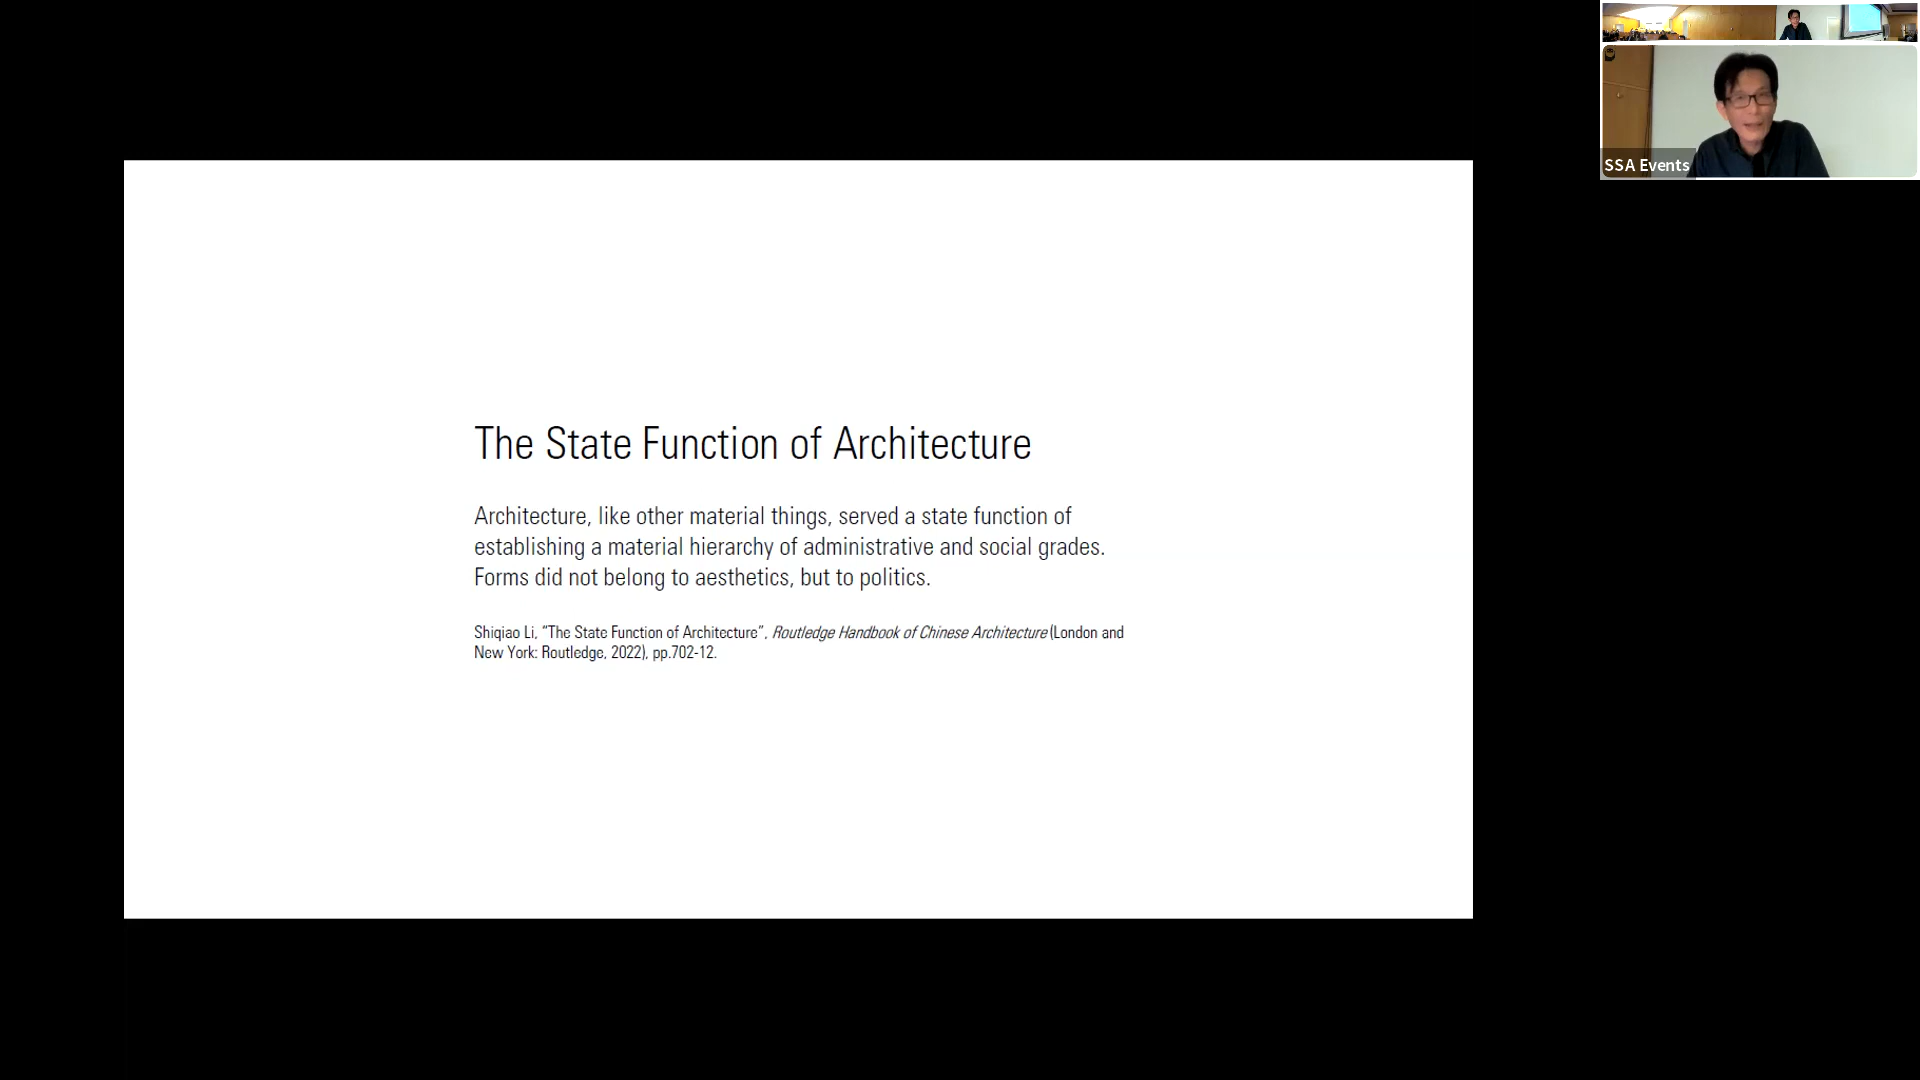 The State Function of Architecture
Architecture, like other material things, served a state function of
establishing a material hierarchy of administrative and social grades.
Forms did not belong to aesthetics, but to politics.
Shiqiao Li, "The State Function of Architecture", Routledge Handbook of Chinese Architecture (London and
New York: Routledge, 2022), pp.702-12.
SSA Events